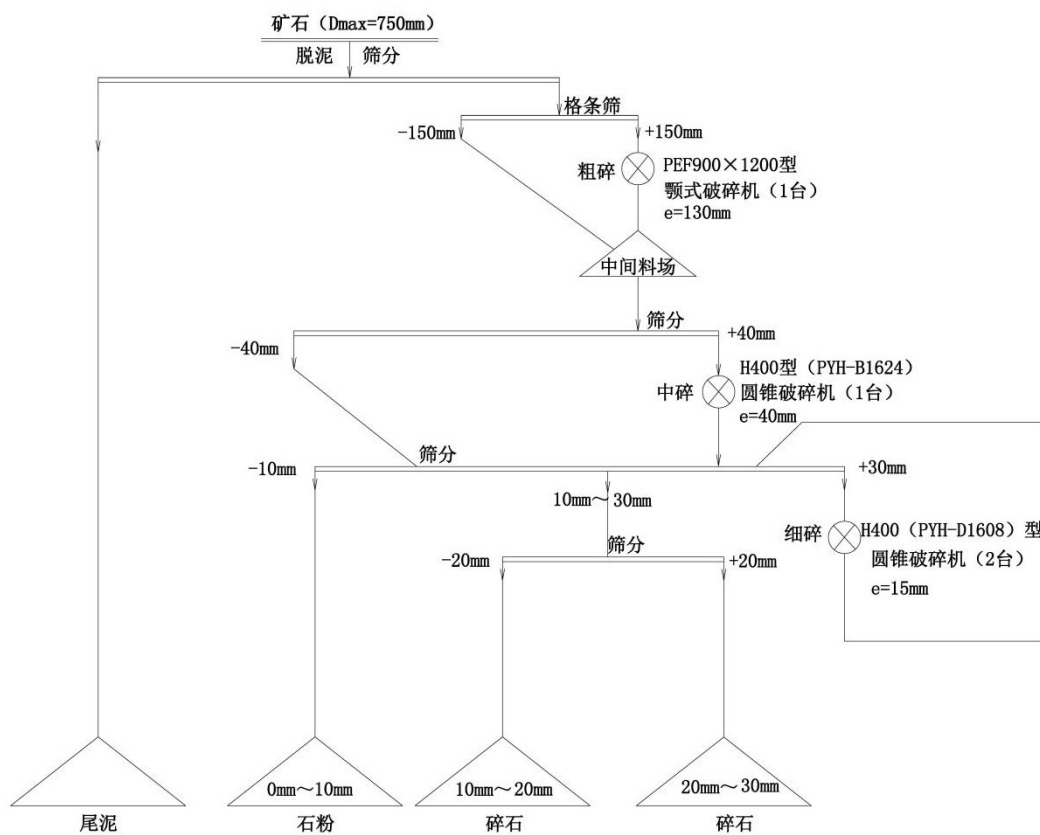 矿石（Dmax=750mm）
脱泥 筛分
格条筛
-150mm
+150mm
粗碎
PEF900×1200型
颚式破碎机（1台）
e=130mm
中间料场
筛分
-40mm
+40mm
中碎
H400型（PYH-B1624）
圆锥破碎机（1台）
e=40mm
筛分
-10mm
+30mm
10mm～30mm
细碎
H400（PYH-D1608）型
圆锥破碎机（2台）
e=15mm
筛分
-20mm
+20mm
0mm～10mm
10mm～20mm
20mm～30mm
尾泥
石粉
碎石
碎石